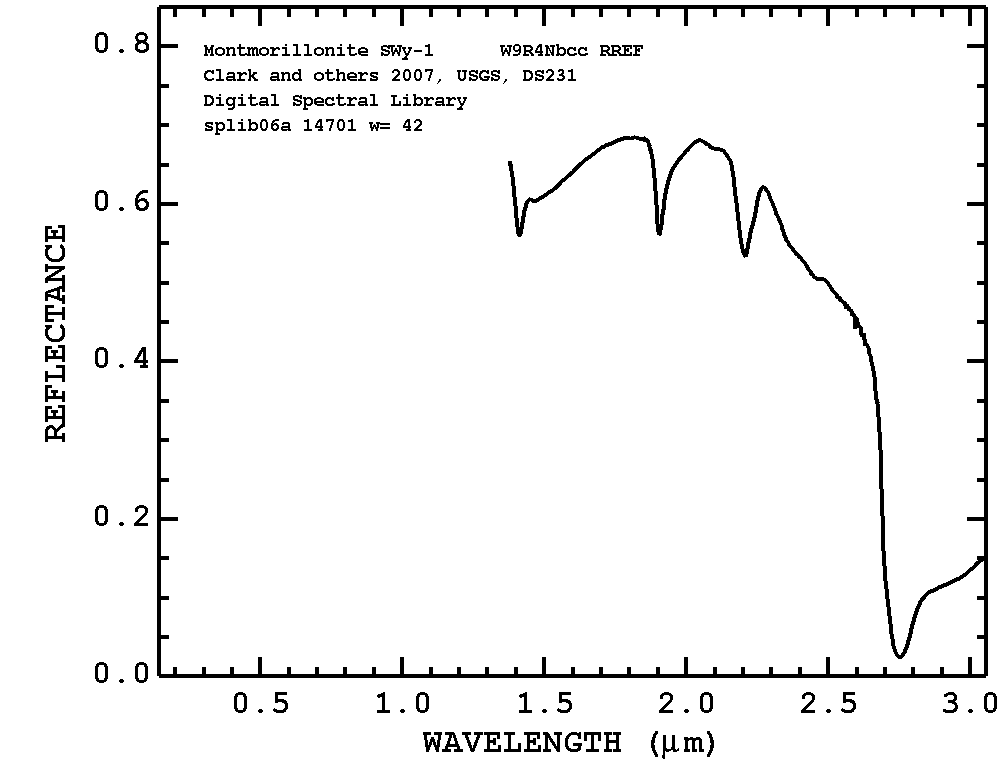 Montmorillonite SWy-1 W9R4Nbcc RREF
Clark and others 2007, USGS, DS231
Digital Spectral Library
splib06a 14701 w= 42
0.8
0.6
0.4
0.2
0.0
REFLECTANCE
0.5 1.0 1.5 2.0 2.5 3.0
WAVELENGTH (μm)